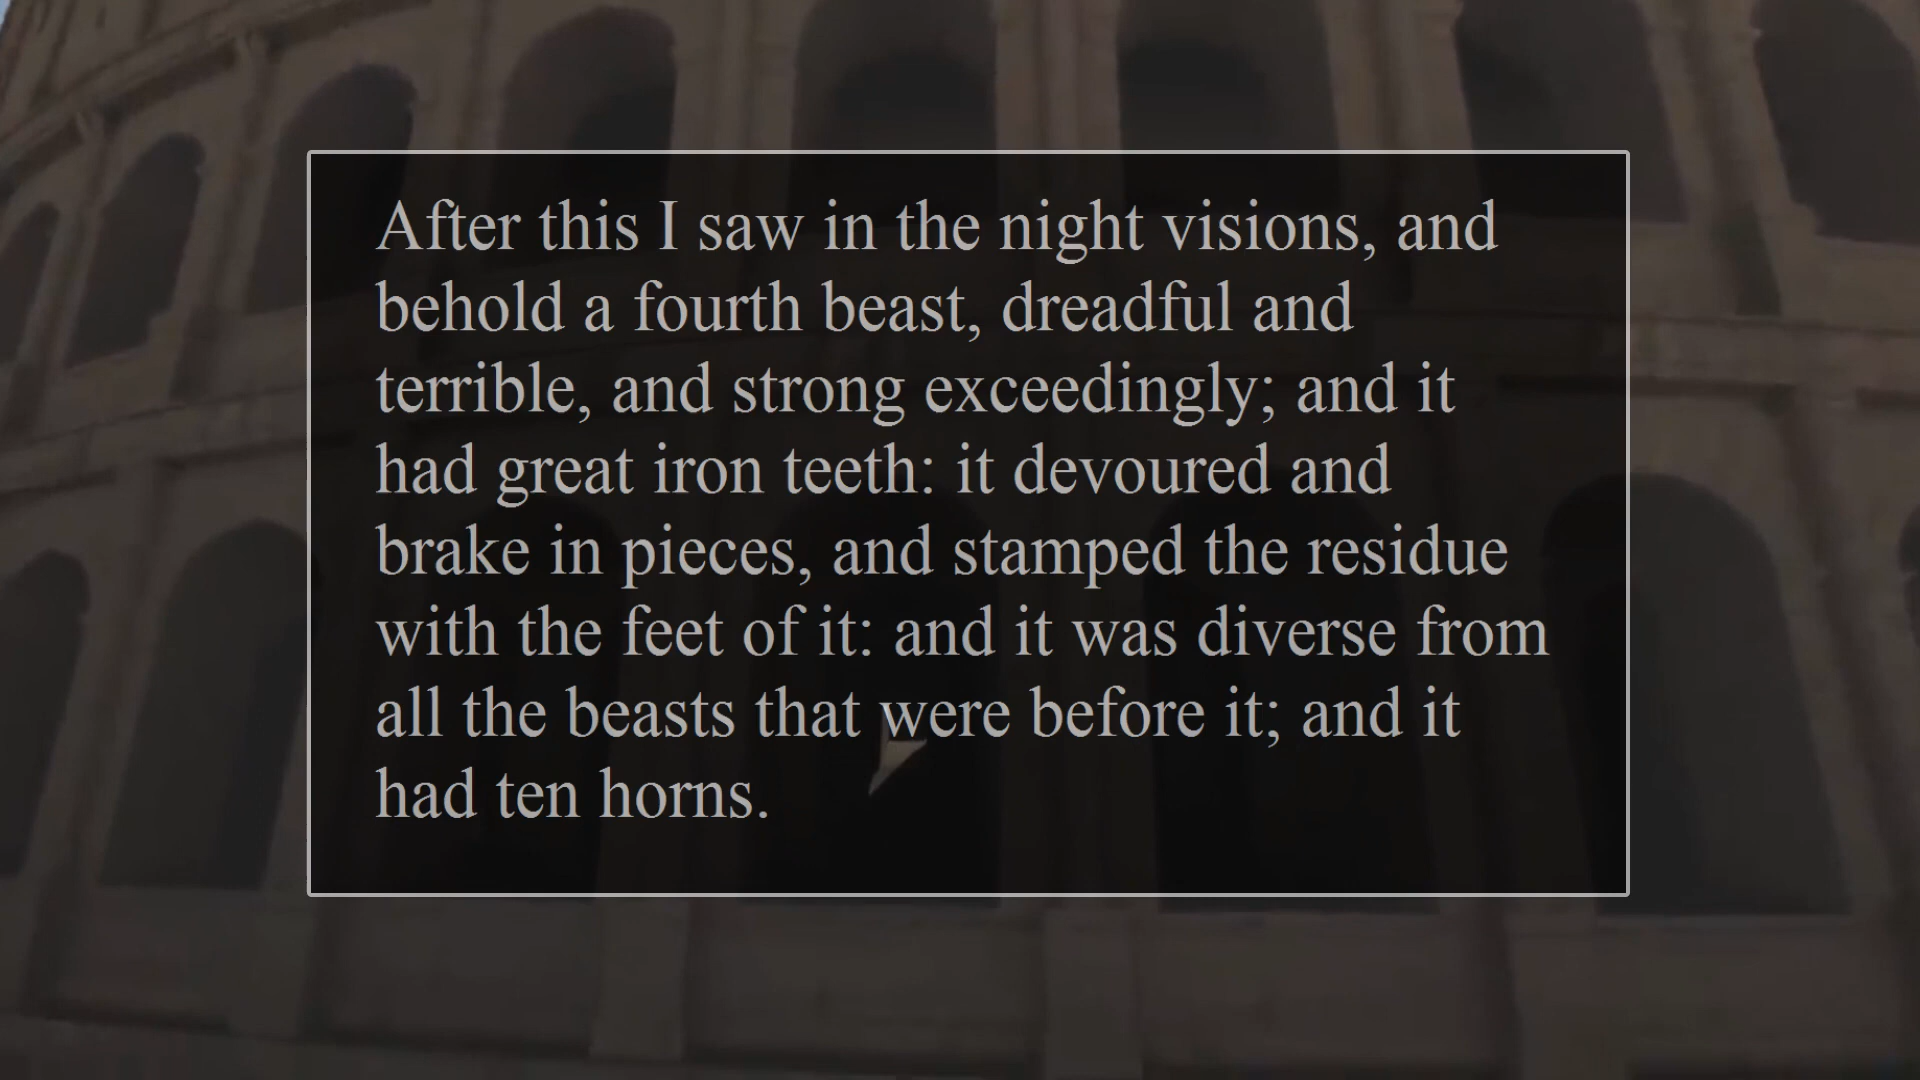 After this I saw in the night visions, and
behold a fourth beast, dreadful and
terrible, and strong exceedingly; and it
had great iron teeth: it devoured and
brake in pieces, and stamped the residue
with the feet of it: and it was diverse from
all the beasts that were before it; and it
had ten horns.